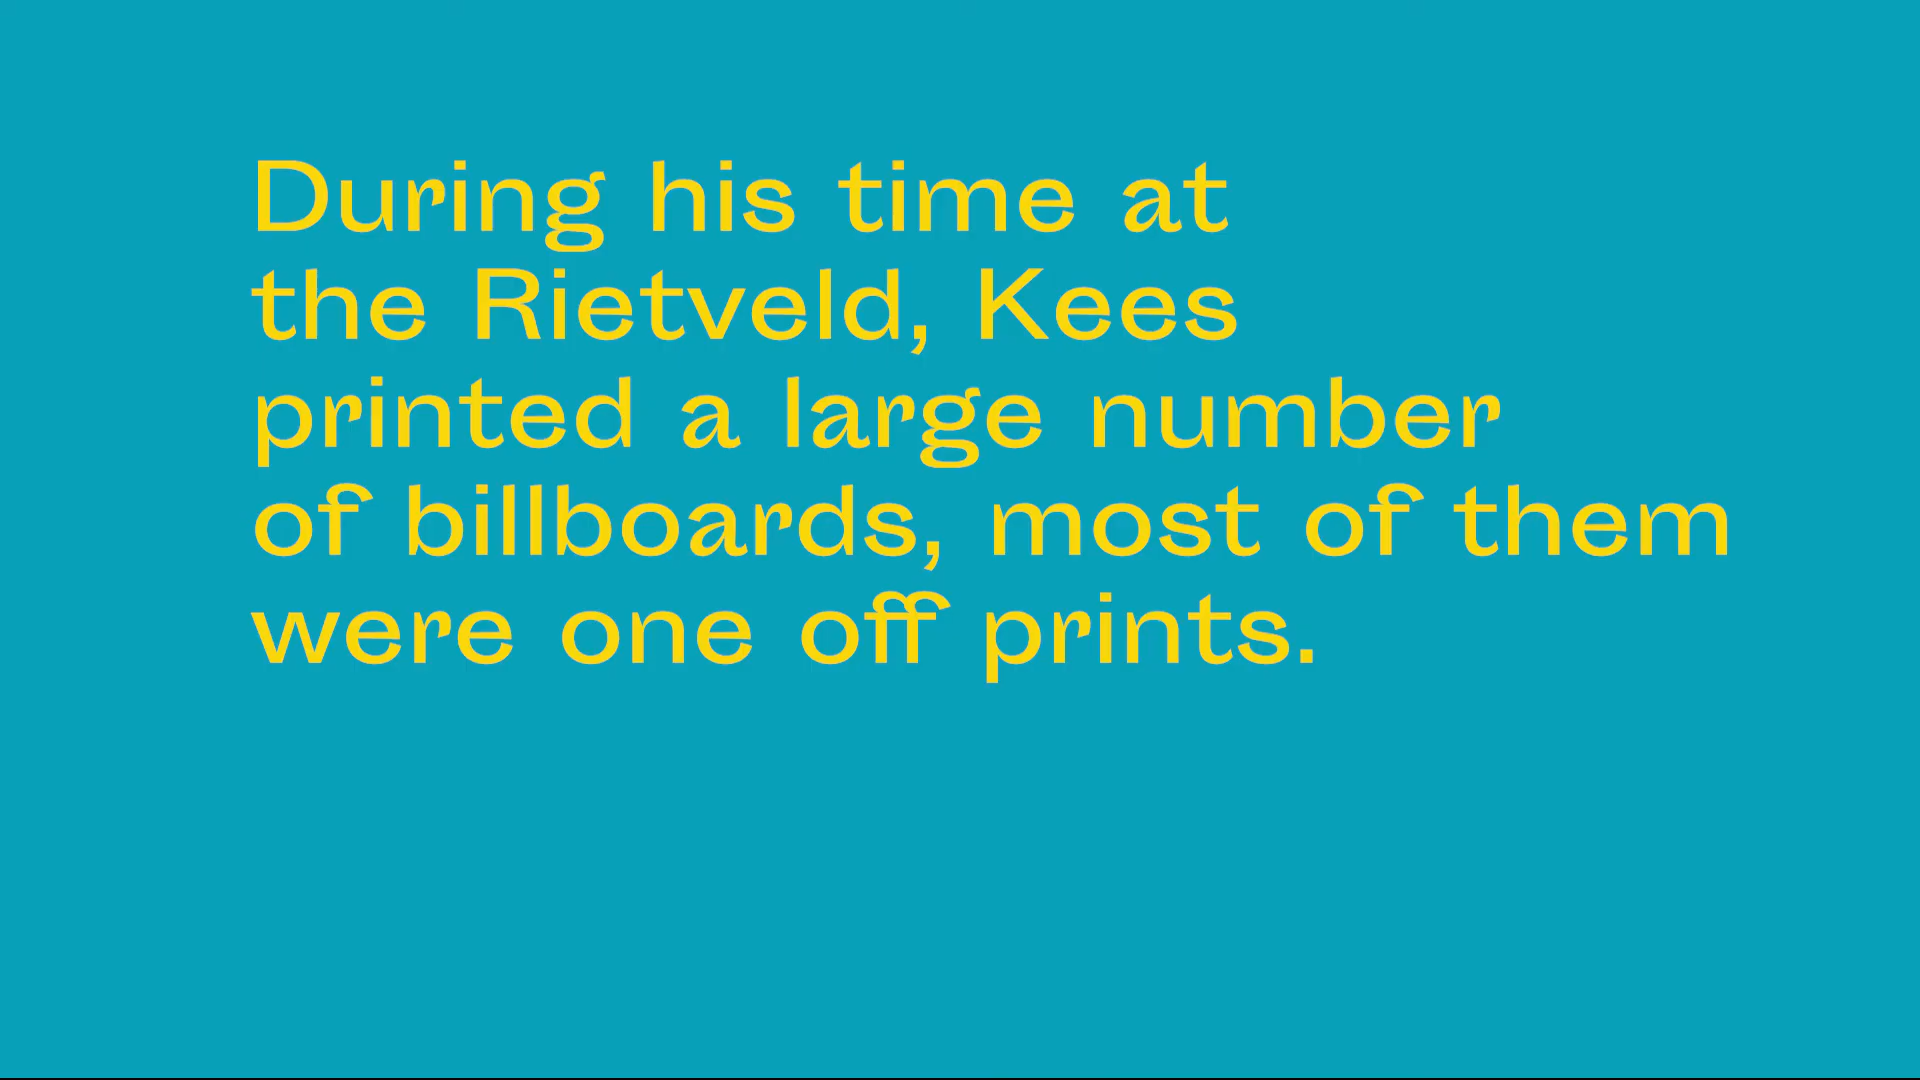 During his time at
the Rietveld, Kees
printed a large number
of billboards, most of them
were one off prints.